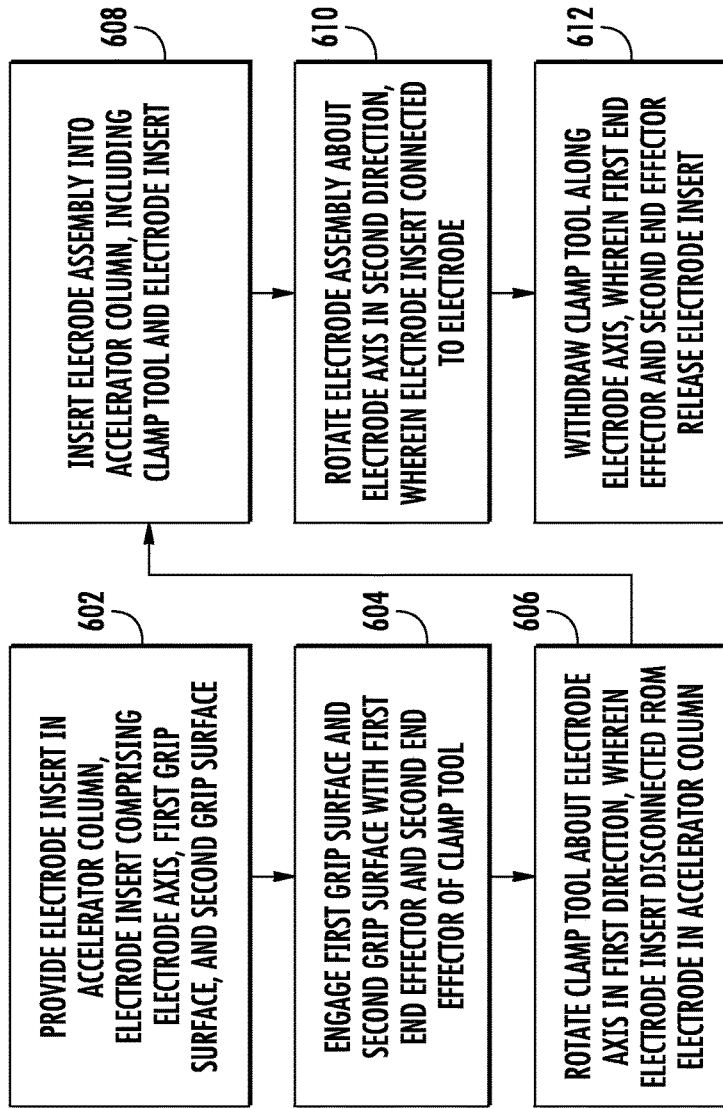 602
PROVIDE ELECTRODE INSERT IN
ACCELERATOR COLUMN,
ELECTRODE INSERT COMPRISING
ELECTRODE AXIS, FIRST GRIP
SURFACE, AND SECOND GRIP SURFACE
604
ENGAGE FIRST GRIP SURFACE AND
SECOND GRIP SURFACE WITH FIRST
END EFFECTOR AND SECOND END
EFFECTOR OF CLAMP TOOL
606
ROTATE CLAMP TOOL ABOUT ELECTRODE
AXIS IN FIRST DIRECTION, WHEREIN
ELECTRODE INSERT DISCONNECTED FROM
ELECTRODE IN ACCELERATOR COLUMN
608
INSERT ELECRODE ASSEMBLY INTO
ACCELERATOR COLUMN, INCLUDING
CLAMP TOOL AND ELECTRODE INSERT
610
ROTATE ELECTRODE ASSEMBLY ABOUT
ELECTRODE AXIS IN SECOND DIRECTION,
WHEREIN ELECTRODE INSERT CONNECTED
TO ELECTRODE
612
WITHDRAW CLAMP TOOL ALONG
ELECTRODE AXIS, WHEREIN FIRST END
EFFECTOR AND SECOND END EFFECTOR
RELEASE ELECTRODE INSERT